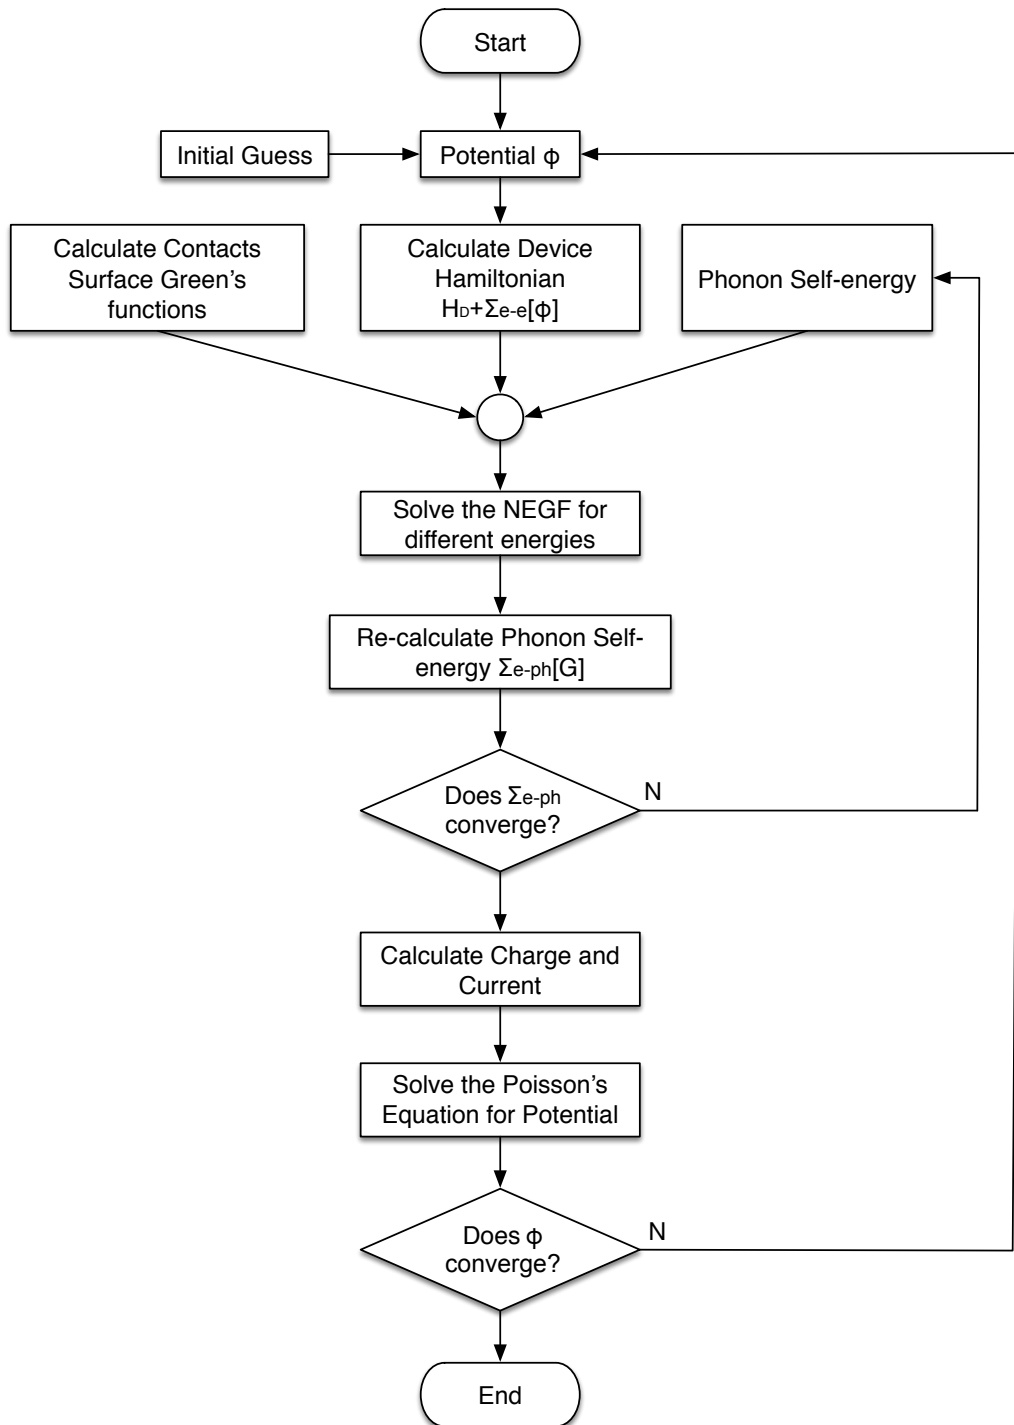 Start
Initial Guess
Potential ϕ
Calculate Contacts
Surface Green's
functions
Calculate Device
Hamiltonian
HD+Σe-e[ϕ]
Phonon Self-energy
Solve the NEGF for
different energies
Re-calculate Phonon Self-
energy Σe-ph[G]
Does Σe-ph
converge?
N
Calculate Charge and
Current
Solve the Poisson's
Equation for Potential
Does ϕ
converge?
N
End